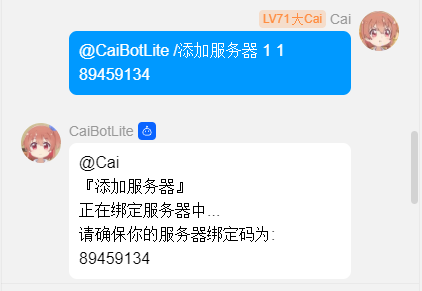 LV71大Cai Cai
@CaiBotLite /添加服务器 1 1
89459134
CaiBotLite
@Cai
『添加服务器』
正在绑定服务器中...
请确保你的服务器绑定码为:
89459134